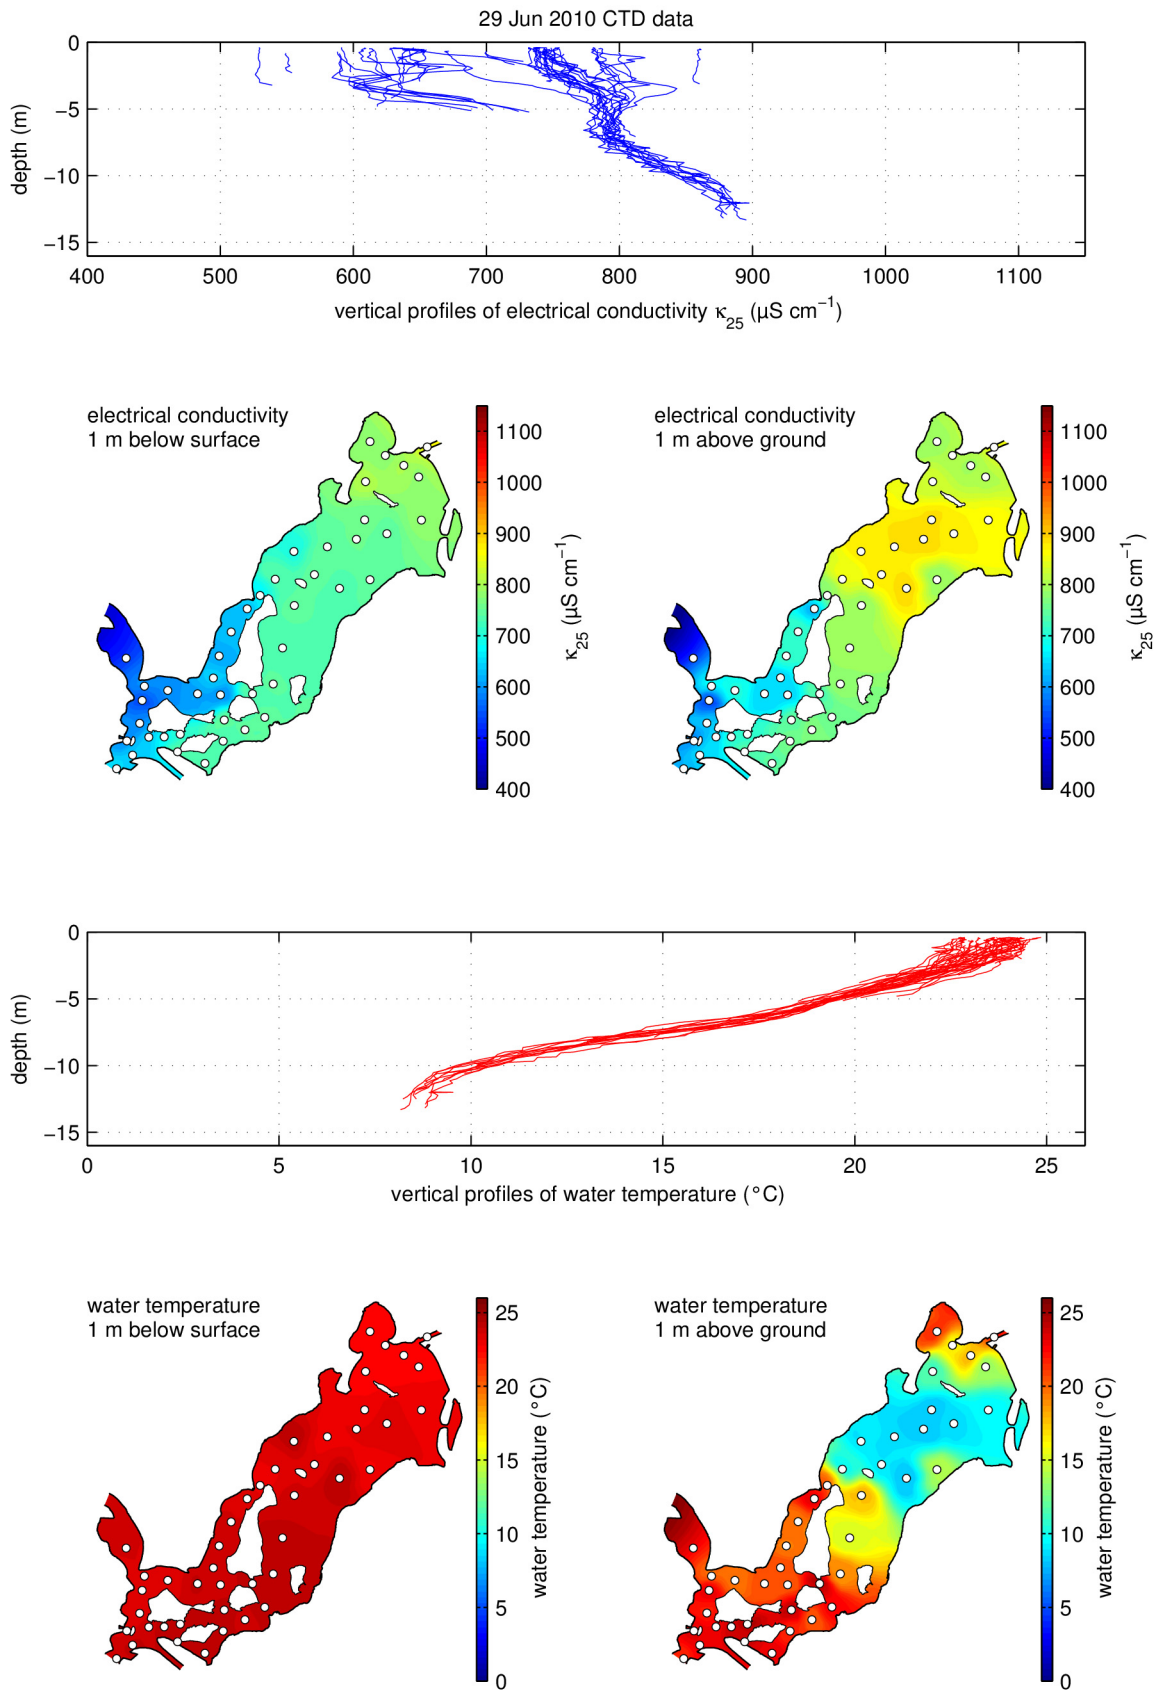 29 Jun 2010 CTD data
0
−5
−10
−15
depth (m)
400 500 600 700 800 900 1000 1100
vertical profiles of electrical conductivity κ25 (µS cm−1)
electrical conductivity
1 m below surface
1100
1000
900
800
700
600
500
400
κ25 (µS cm−1)
electrical conductivity
1 m above ground
1100
1000
900
800
700
600
500
400
κ25 (µS cm−1)
0
−5
−10
−15
depth (m)
0 5 10 15 20 25
vertical profiles of water temperature (°C)
water temperature
1 m below surface
25
20
15
10
5
0
water temperature (°C)
water temperature
1 m above ground
25
20
15
10
5
0
water temperature (°C)